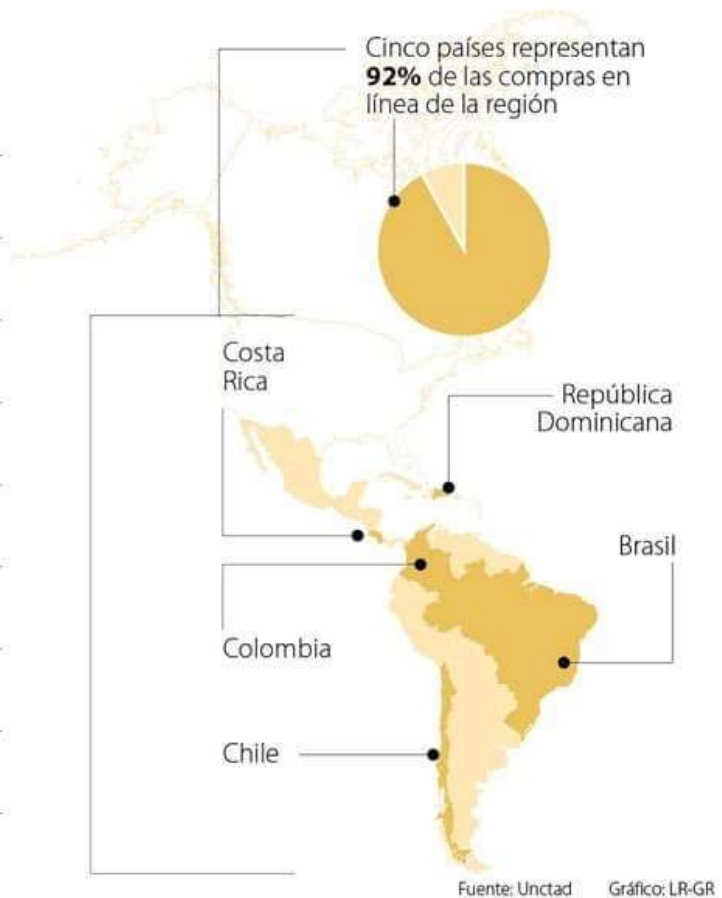 Cinco países representan
92% de las compras en
línea de la región
Costa
Rica
República
Dominicana
Brasil
Colombia
Chile
Fuente: Unctad
Gráfico: LR-GR